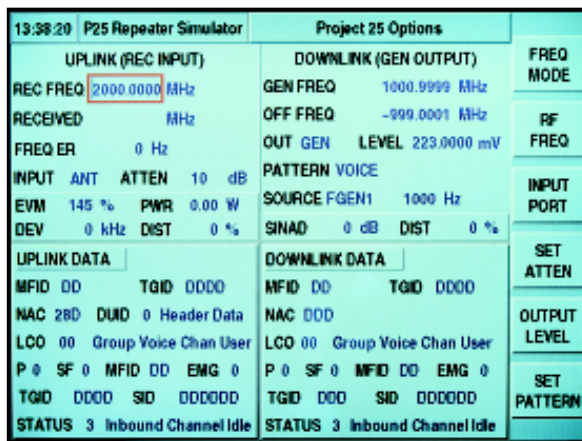 13:38:20 P25 Repeater Simulator Project 25 Options
UPLINK (REC INPUT)
REC FREQ 2000.0000 MHz
RECEIVED MHz
FREQ ER 0 Hz
INPUT ANT ATTEN 10 dB
EVM 145 % PWR 0.00 W
DEV 0 kHz DIST 0 %
DOWNLINK (GEN OUTPUT)
GEN FREQ 1000.9999 MHz
OFF FREQ -999.0001 MHz
OUT GEN LEVEL 223.0000 mV
PATTERN VOICE
SOURCE FGEN1 1000 Hz
SINAD 0 dB DIST 0 %
UPLINK DATA
MFID DD TGID DDDD
NAC 28D DUID 0 Header Data
LCO 00 Group Voice Chan User
P 0 SF 0 MFID DD EMG 0
TGID DDDD SID DDDDDD
STATUS 3 Inbound Channel Idle
DOWNLINK DATA
MFID DD TGID DDDD
NAC DDD
LCO 00 Group Voice Chan User
P 0 SF 0 MFID DD EMG 0
TGID DDD SID DDDDDD
STATUS 3 Inbound Channel Idle
FREQ
MODE
RF
FREQ
INPUT
PORT
SET
ATTEN
OUTPUT
LEVEL
SET
PATTERN